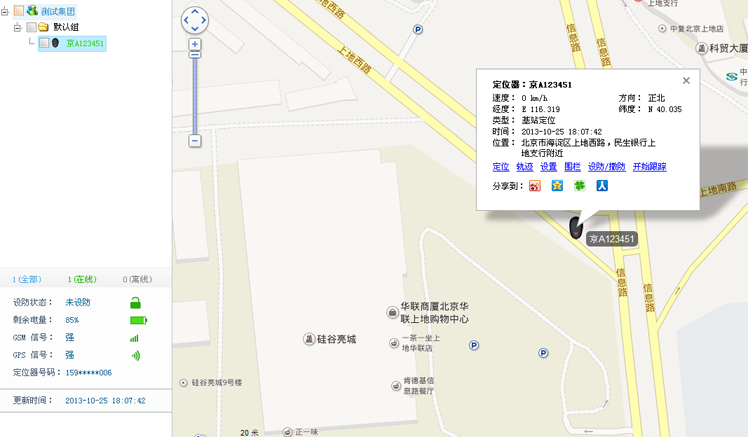 测试集团
默认组
京A123451
1(全部) 1(在线) 0(离线)
设防状态： 未设防
剩余电量： 85%
GSM 信号： 强
GPS 信号： 强
定位器号码：159*****006
更新时间： 2013-10-25 18:07:42
上地西路
上地西路
信息路
信息路
上地支行
中复北京上地店
科贸大厦
中
定位器：京A123451
速度： 0 km/h 方向： 正北
经度： E 116.319 纬度： N 40.035
类型： 基站定位
时间： 2013-10-25 18:07:42
位置： 北京市海淀区上地西路，民生银行上
地支行附近
定位 轨迹 设置 围栏 设防/撤防 开始跟踪
分享到：
上地南路
京A123451
信息路
信息路
华联商厦北京华
联上地购物中心
硅谷亮城
一茶一坐上
地华联店
肯德基信
息路餐厅
硅谷亮城9号楼
20 米
正一味
P
P
P